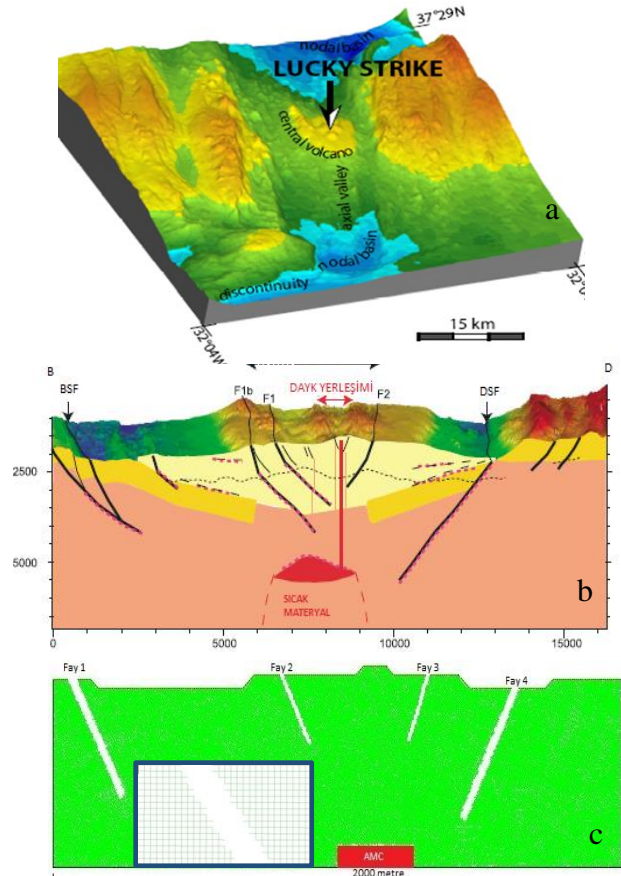 37°29N
nodal basin
LUCKY STRIKE
central volcano
axial valley
a
nodal basin
discontinuity
32°04W
15 km
B
D
BSF
F1b
F1
DAYK YERLEŞİMİ
F2
DSF
2500
5000
SICAK
MATERYAL
b
0
5000
10000
15000
Fay 1
Fay 2
Fay 3
Fay 4
AMC
c
2000 metre